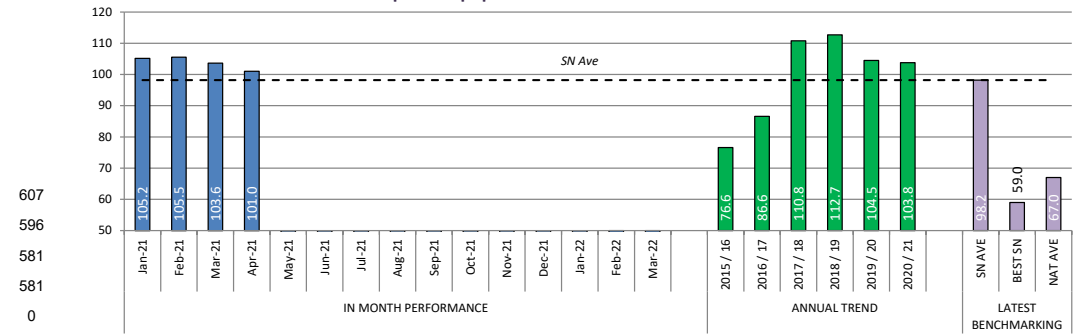 120
110
100
90
80
70
60
50
607
596
581
581
0
SN Ave
105.2
105.5
103.6
101.0
76.6
86.6
110.8
112.7
104.5
103.8
98.2
59.0
67.0
Jan-21
Feb-21
Mar-21
Apr-21
May-21
Jun-21
Jul-21
Aug-21
Sep-21
Oct-21
Nov-21
Dec-21
Jan-22
Feb-22
Mar-22
2015 / 16
2016 / 17
2017 / 18
2018 / 19
2019 / 20
2020 / 21
SN AVE
BEST SN
NAT AVE
IN MONTH PERFORMANCE
ANNUAL TREND
LATEST
BENCHMARKING